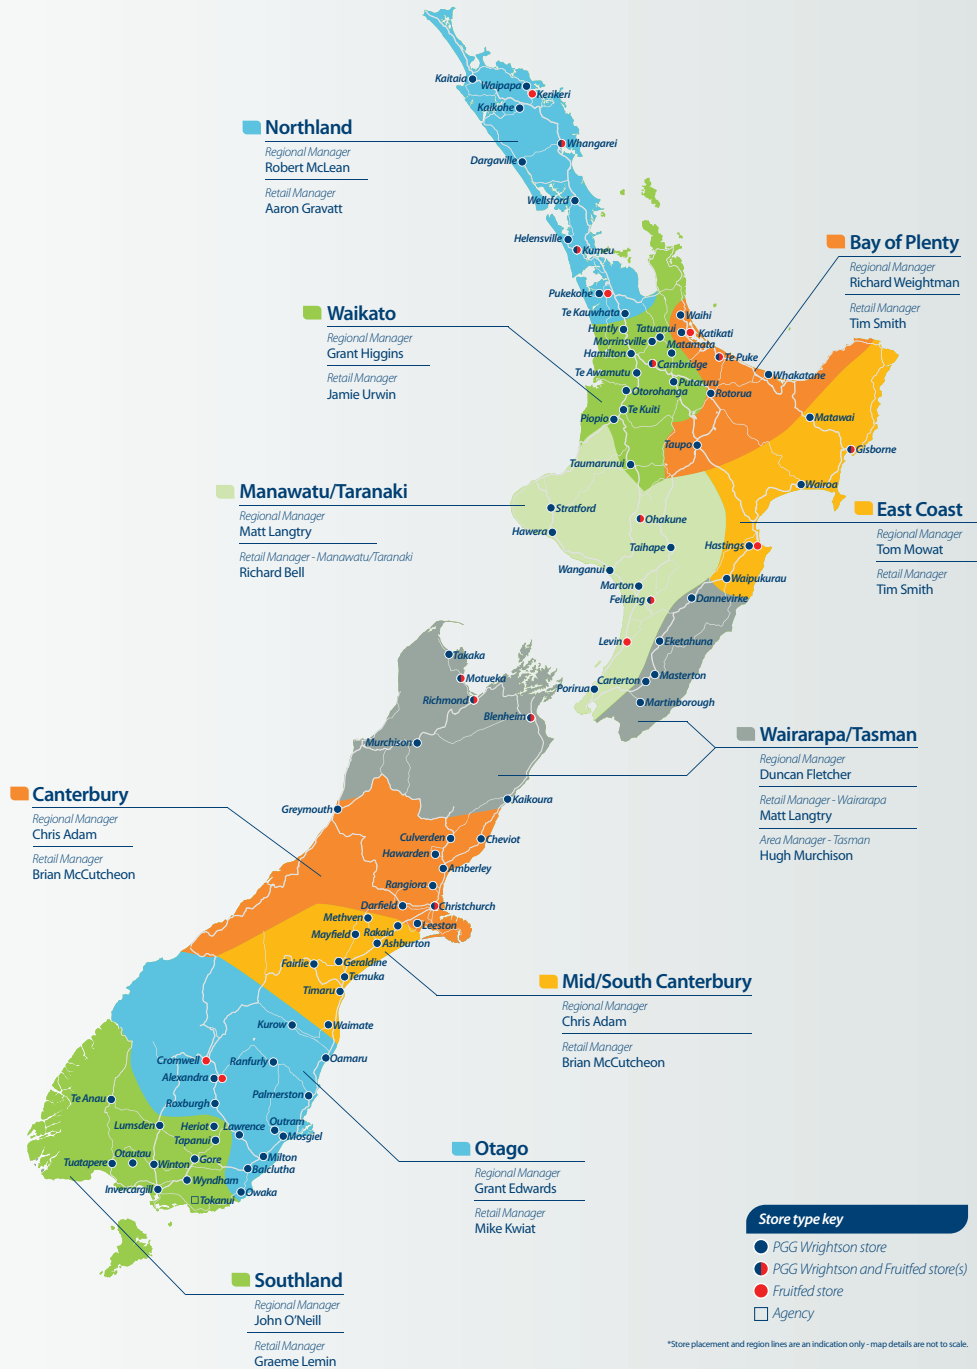 Kaitaia
Waipapa
Kerikeri
Kaikohe
Northland
Regional Manager
Robert McLean
Retail Manager
Aaron Gravatt
Whangarei
Dargaville
Wellsford
Helensville
Kumeu
Bay of Plenty
Regional Manager
Richard Weightman
Retail Manager
Tim Smith
Pukekohe
Te Kauwhata
Waihi
Waikato
Regional Manager
Grant Higgins
Retail Manager
Jamie Urwin
Huntly
Tatuanui
Katikati
Morrinsville
Matamata
Hamilton
Te Puke
Cambridge
Te Awamutu
Whakatane
Putaruru
Otorohanga
Rotorua
Te Kuiti
Piopio
Matawai
Taupo
Gisborne
Taumarunui
Wairoa
Manawatu/Taranaki
Regional Manager
Matt Langtry
Retail Manager - Manawatu/Taranaki
Richard Bell
Stratford
Ohakune
Hawera
East Coast
Regional Manager
Tom Mowat
Retail Manager
Tim Smith
Taihape
Hastings
Wanganui
Marton
Waipukurau
Feilding
Dannevirke
Levin
Eketahuna
Takaka
Motueka
Carterton
Masterton
Porirua
Richmond
Martinborough
Blenheim
Murchison
Wairarapa/Tasman
Regional Manager
Duncan Fletcher
Retail Manager - Wairarapa
Matt Langtry
Area Manager - Tasman
Hugh Murchison
Canterbury
Regional Manager
Chris Adam
Retail Manager
Brian McCutcheon
Greymouth
Kaikoura
Culverden
Cheviot
Hawarden
Amberley
Rangiora
Darfield
Christchurch
Methven
Leeston
Mayfield
Rakaia
Ashburton
Fairlie
Geraldine
Temuka
Timaru
Mid/South Canterbury
Regional Manager
Chris Adam
Retail Manager
Brian McCutcheon
Kurow
Waimate
Cromwell
Ranfurly
Oamaru
Alexandra
Te Anau
Roxburgh
Palmerston
Lumsden
Heriot
Lawrence
Outram
Tapanui
Mosgiel
Otautau
Tuatapere
Winton
Gore
Milton
Balclutha
Wyndham
Invercargill
Tokanui
Owaka
Otago
Regional Manager
Grant Edwards
Retail Manager
Mike Kwiat
Southland
Regional Manager
John O'Neill
Retail Manager
Graeme Lemin
Store type key
PGG Wrightson store
PGG Wrightson and Fruitfed store(s)
Fruitfed store
Agency
*Store placement and region lines are an indication only - map details are not to scale.